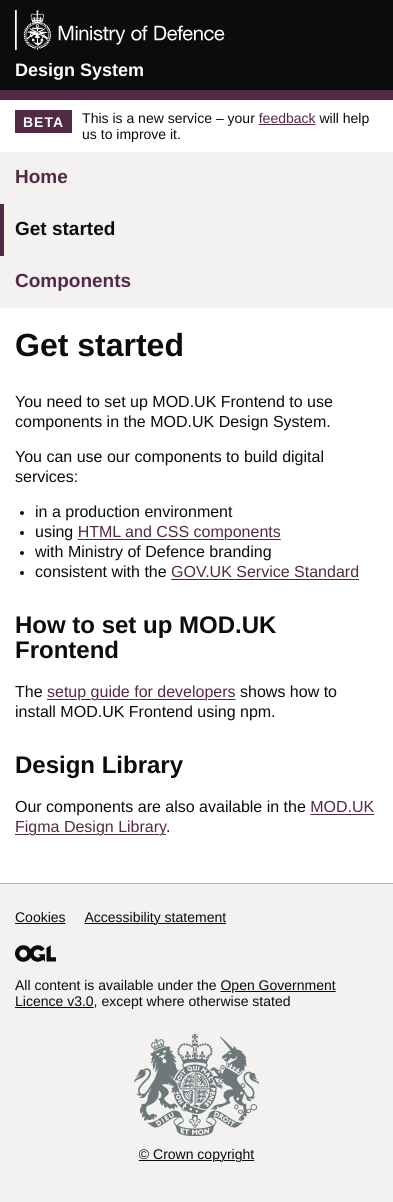 Ministry of Defence
Design System
BETA
This is a new service – your feedback will help
us to improve it.
Home
Get started
Components
Get started
You need to set up MOD.UK Frontend to use
components in the MOD.UK Design System.
You can use our components to build digital
services:
• in a production environment
• using HTML and CSS components
• with Ministry of Defence branding
• consistent with the GOV.UK Service Standard
How to set up MOD.UK
Frontend
The setup guide for developers shows how to
install MOD.UK Frontend using npm.
Design Library
Our components are also available in the MOD.UK
Figma Design Library.
Cookies Accessibility statement
OGL
All content is available under the Open Government
Licence v3.0, except where otherwise stated
DIEU ET MON DROIT
© Crown copyright